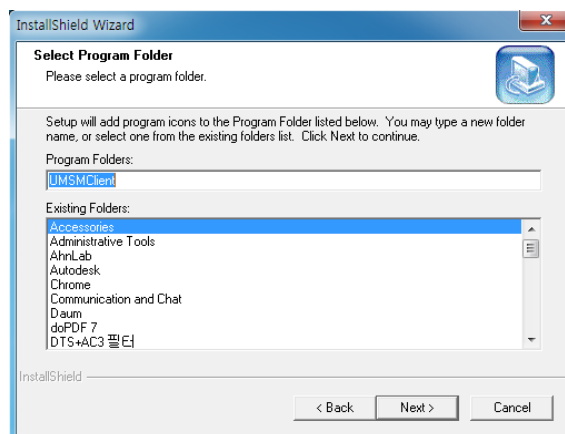 InstallShield Wizard
Select Program Folder
Please select a program folder.
Setup will add program icons to the Program Folder listed below. You may type a new folder
name, or select one from the existing folders list. Click Next to continue.
Program Folders:
UMSMClient
Existing Folders:
Accessories
Administrative Tools
AhnLab
Autodesk
Chrome
Communication and Chat
Daum
doPDF 7
DTS+AC3 필터
InstallShield
< Back Next > Cancel